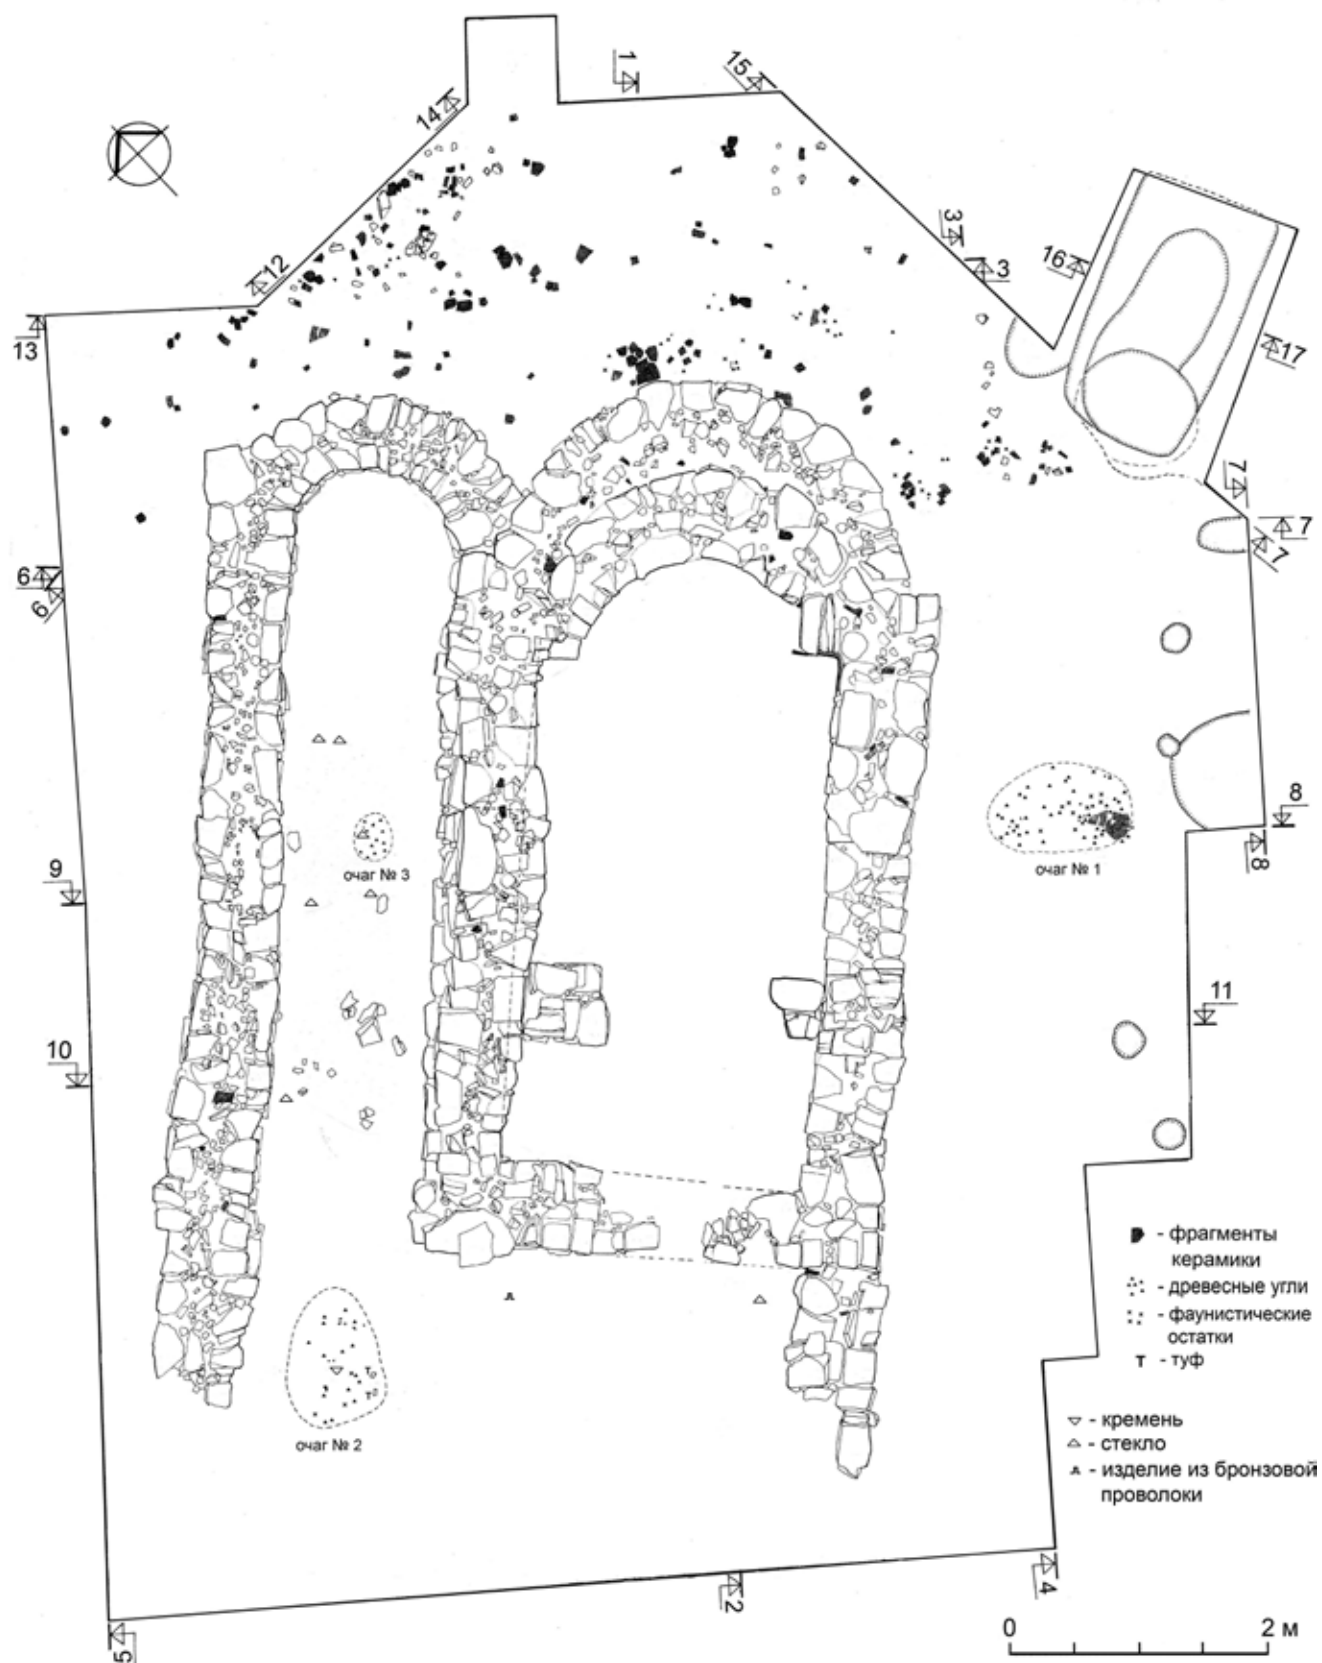 1
15
14
3
3
12
16
13
17
7
7
7
6
6
8
8
очаг № 3
очаг № 1
9
11
10
- фрагменты
керамики
- древесные угли
- фаунистические
остатки
т - туф
т
т
очаг № 2
- кремень
- стекло
- изделие из бронзовой
проволоки
4
2
5
0 2 м